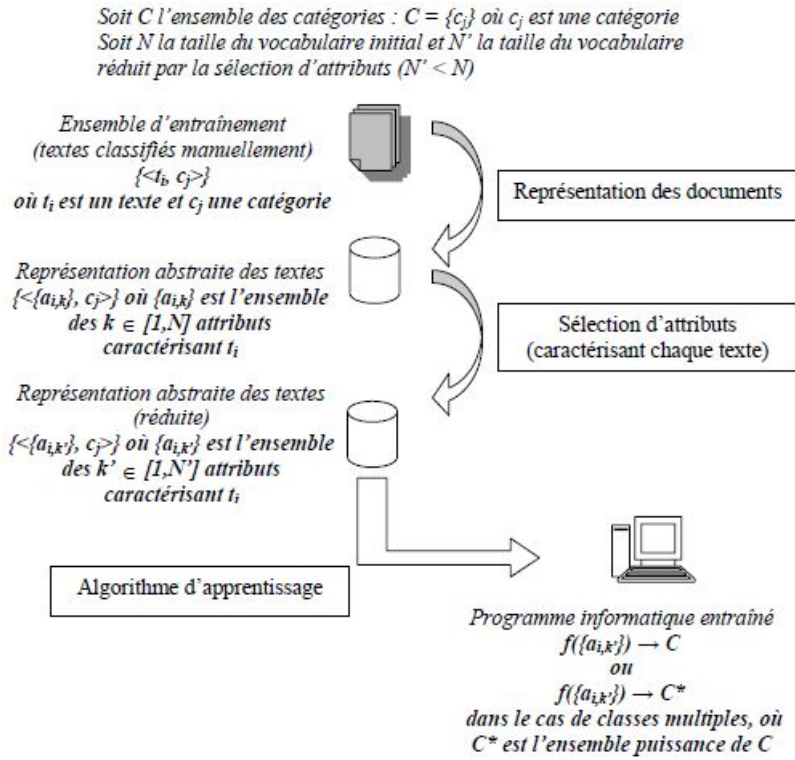 Soit C l'ensemble des catégories : C = {cj} où cj est une catégorie
Soit N la taille du vocabulaire initial et N' la taille du vocabulaire
réduit par la sélection d'attributs (N' < N)
Ensemble d'entraînement
(textes classifiés manuellement)
{<ti, cj>}
où ti est un texte et cj une catégorie
Représentation des documents
Représentation abstraite des textes
{<{ai,k}, cj>} où {ai,k} est l'ensemble
des k ∈ [1,N] attributs
caractérisant ti
Sélection d'attributs
(caractérisant chaque texte)
Représentation abstraite des textes
(réduite)
{<{ai,k'}, cj>} où {ai,k'} est l'ensemble
des k' ∈ [1,N'] attributs
caractérisant ti
Algorithme d'apprentissage
Programme informatique entraîné
f({ai,k'}) → C
ou
f({ai,k'}) → C*
dans le cas de classes multiples, où
C* est l'ensemble puissance de C